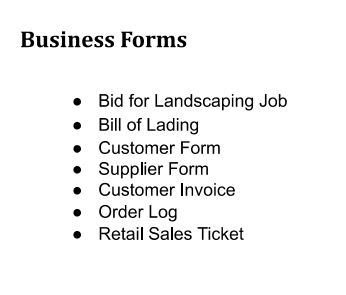 Business Forms
● Bid for Landscaping Job
● Bill of Lading
● Customer Form
● Supplier Form
● Customer Invoice
● Order Log
● Retail Sales Ticket